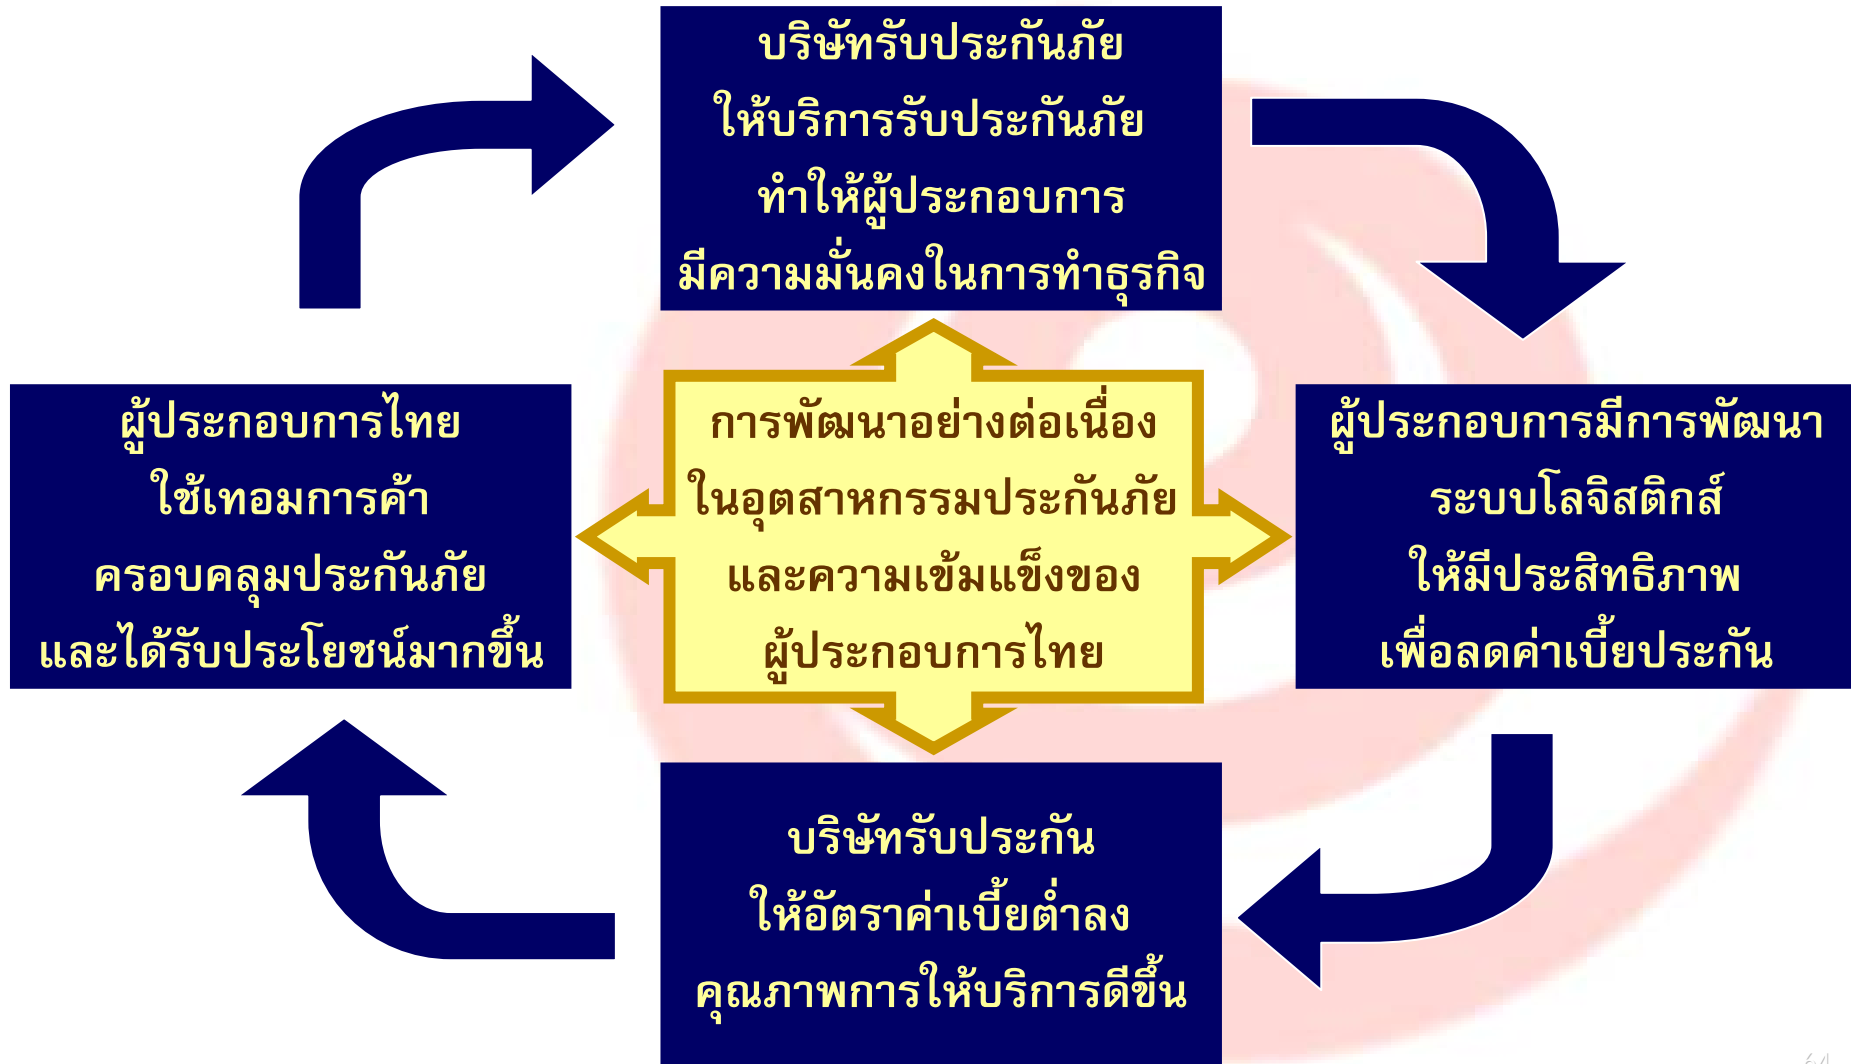 บริษัทรับประกันภัย
ให้บริการรับประกันภัย
ทำให้ผู้ประกอบการ
มีความมั่นคงในการทำธุรกิจ
ผู้ประกอบการไทย
ใช้เทอมการค้า
ครอบคลุมประกันภัย
และได้รับประโยชน์มากขึ้น
การพัฒนาอย่างต่อเนื่อง
ในอุตสาหกรรมประกันภัย
และความเข้มแข็งของ
ผู้ประกอบการไทย
ผู้ประกอบการมีการพัฒนา
ระบบโลจิสติกส์
ให้มีประสิทธิภาพ
เพื่อลดค่าเบี้ยประกัน
บริษัทรับประกัน
ให้อัตราค่าเบี้ยต่ำลง
คุณภาพการให้บริการดีขึ้น
64